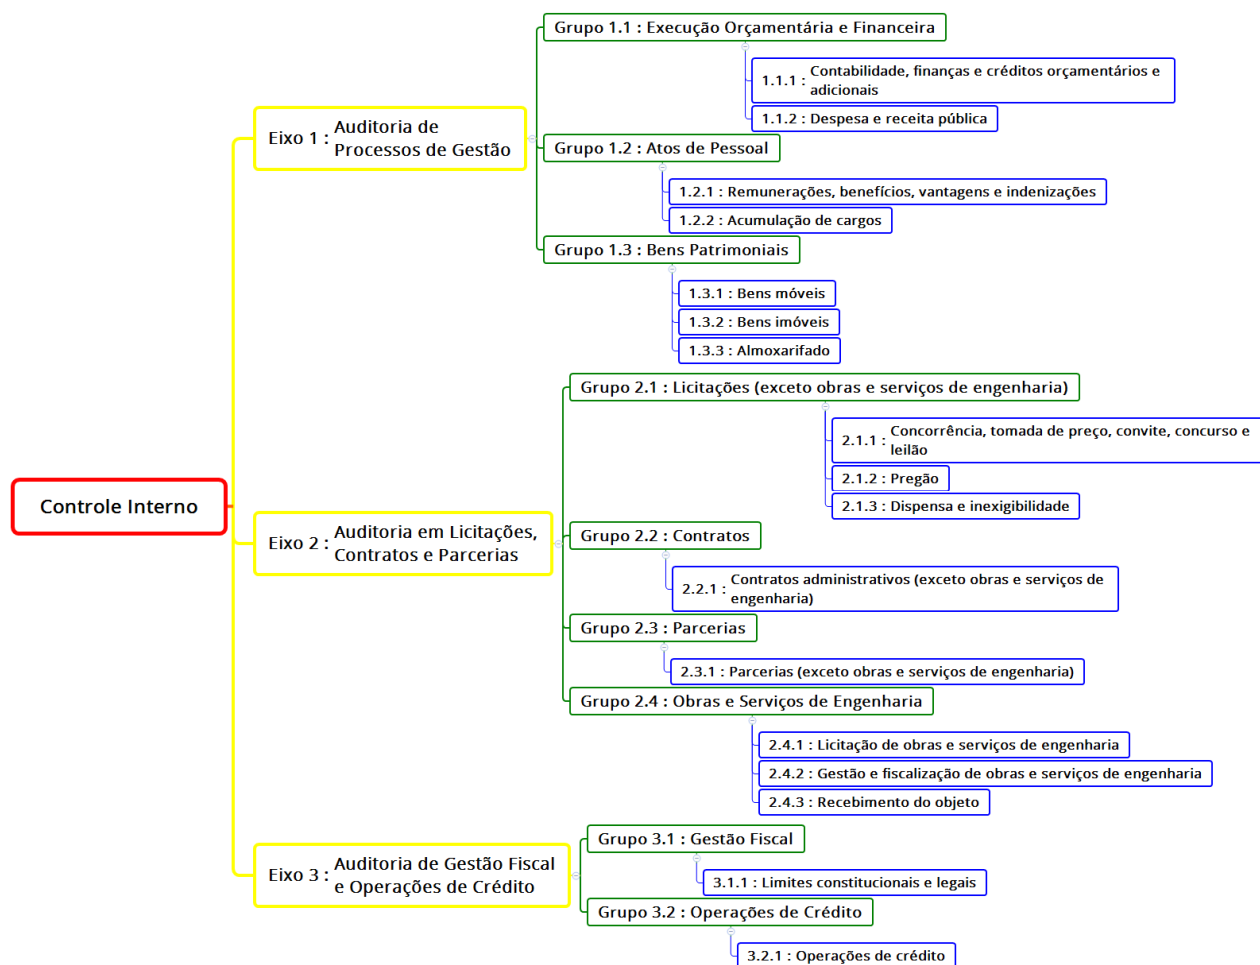 Grupo 1.1 : Execução Orçamentária e Financeira
1.1.1 : Contabilidade, finanças e créditos orçamentários e
adicionais
1.1.2 : Despesa e receita pública
Eixo 1 : Auditoria de
Processos de Gestão
Grupo 1.2 : Atos de Pessoal
1.2.1 : Remunerações, benefícios, vantagens e indenizações
1.2.2 : Acumulação de cargos
Grupo 1.3 : Bens Patrimoniais
1.3.1 : Bens móveis
1.3.2 : Bens imóveis
1.3.3 : Almoxarifado
Grupo 2.1 : Licitações (exceto obras e serviços de engenharia)
2.1.1 : Concorrência, tomada de preço, convite, concurso e
leilão
2.1.2 : Pregão
2.1.3 : Dispensa e inexigibilidade
Controle Interno
Eixo 2 : Auditoria em Licitações,
Contratos e Parcerias
Grupo 2.2 : Contratos
2.2.1 : Contratos administrativos (exceto obras e serviços de
engenharia)
Grupo 2.3 : Parcerias
2.3.1 : Parcerias (exceto obras e serviços de engenharia)
Grupo 2.4 : Obras e Serviços de Engenharia
2.4.1 : Licitação de obras e serviços de engenharia
2.4.2 : Gestão e fiscalização de obras e serviços de engenharia
2.4.3 : Recebimento do objeto
Grupo 3.1 : Gestão Fiscal
Eixo 3 : Auditoria de Gestão Fiscal
e Operações de Crédito
3.1.1 : Limites constitucionais e legais
Grupo 3.2 : Operações de Crédito
3.2.1 : Operações de crédito